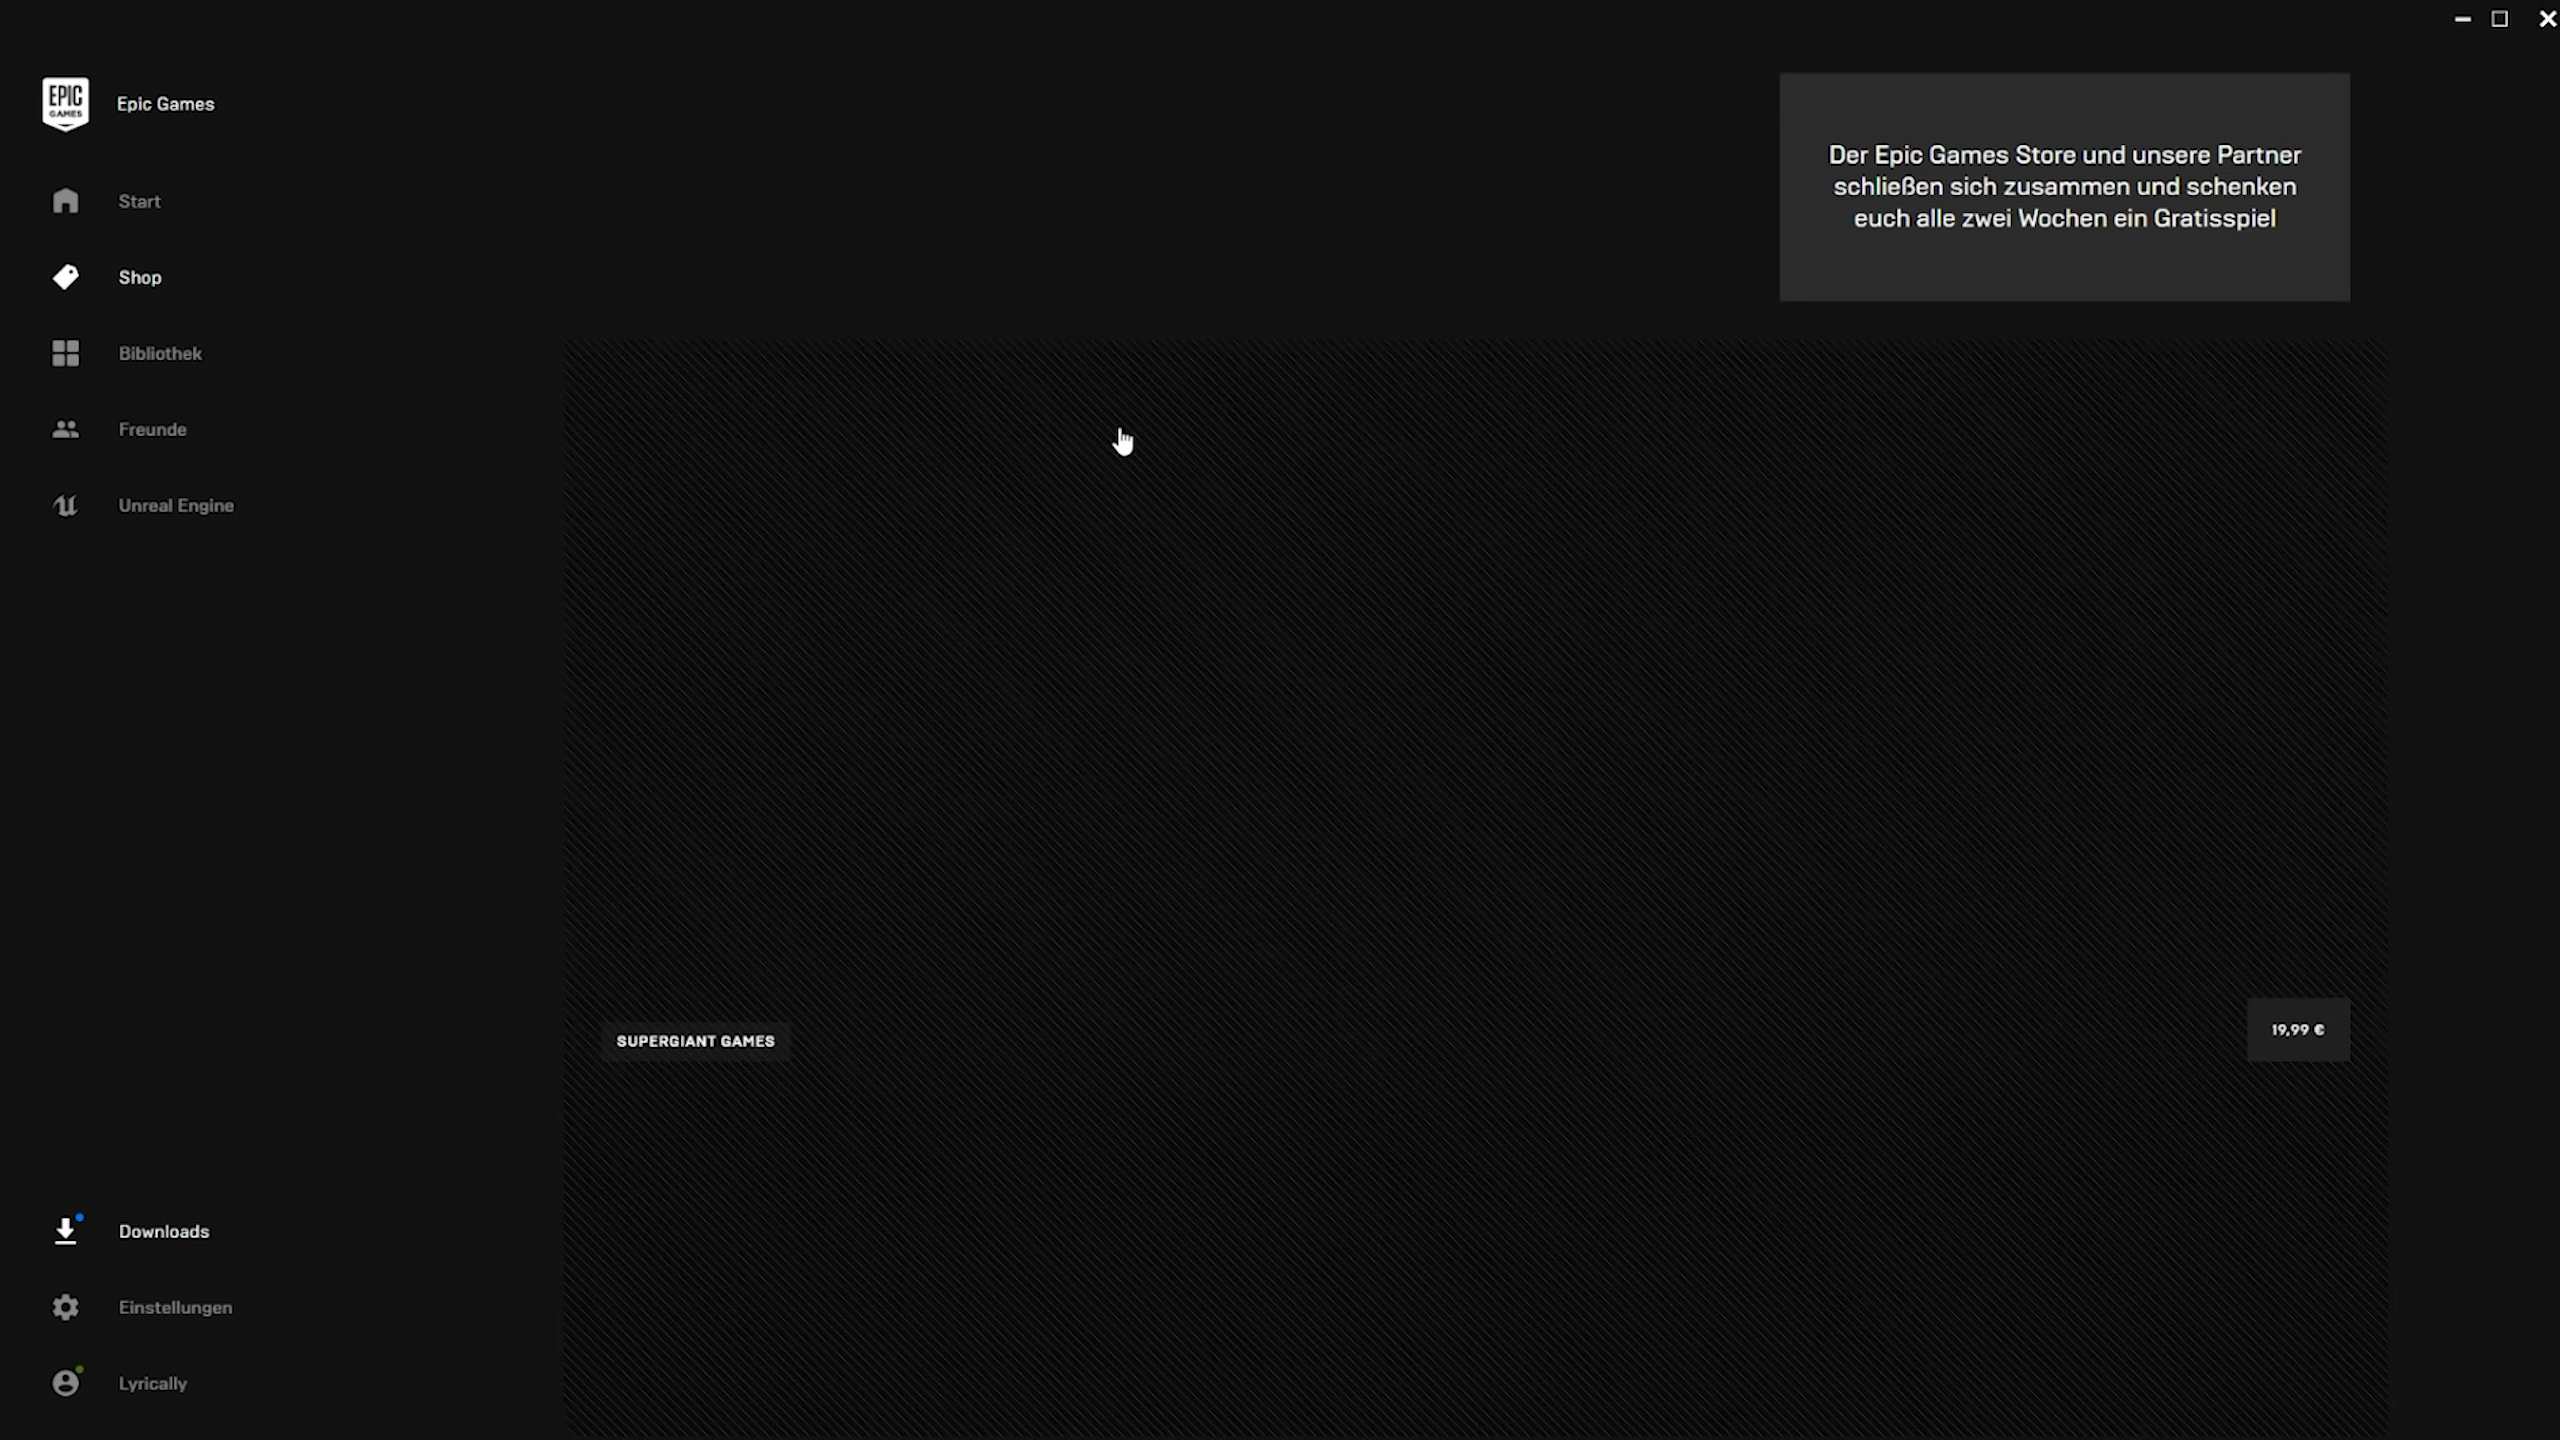 EPIC
GAMES
Epic Games
Start
Shop
Bibliothek
Freunde
Unreal Engine
Downloads
Einstellungen
Lyrically
Der Epic Games Store und unsere Partner
schließen sich zusammen und schenken
euch alle zwei Wochen ein Gratisspiel
SUPERGIANT GAMES
19,99 €